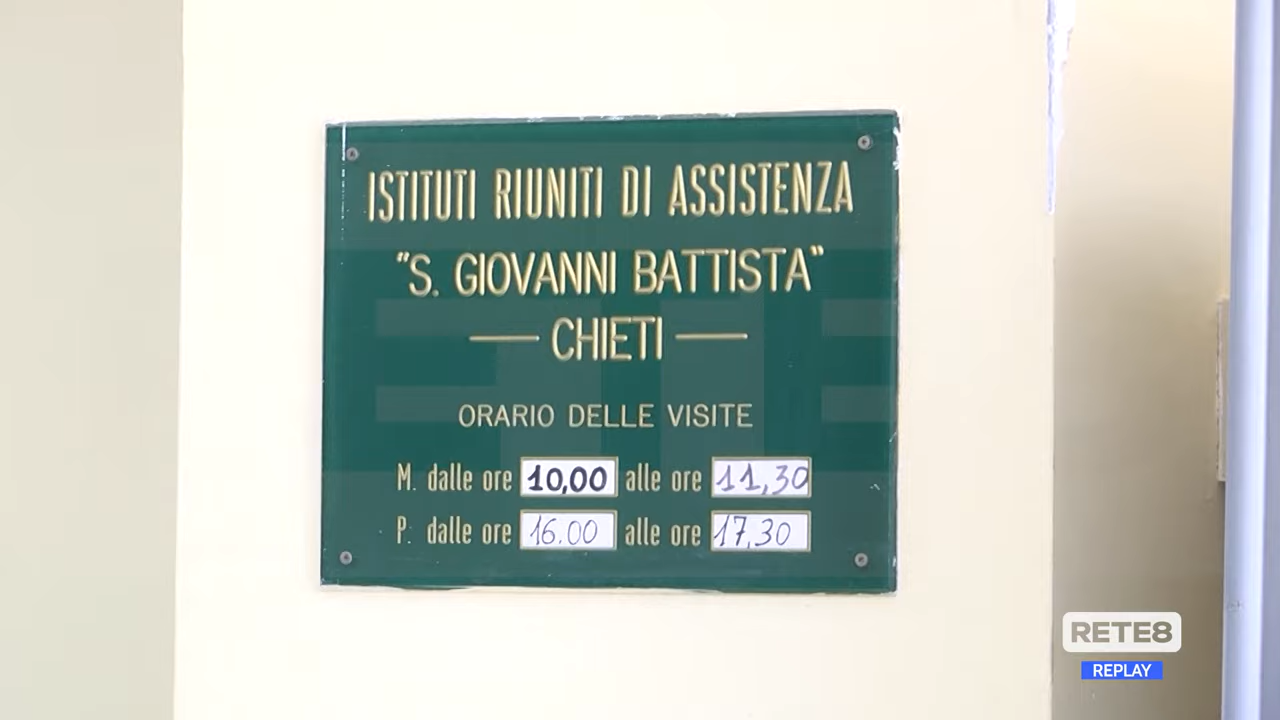 ISTITUTI RIUNITI DI ASSISTENZA
"S. GIOVANNI BATTISTA"
— CHIETI —
ORARIO DELLE VISITE
M. dalle ore 10,00 alle ore 11,30
P. dalle ore 16.00 alle ore 17,30
RETE8
REPLAY